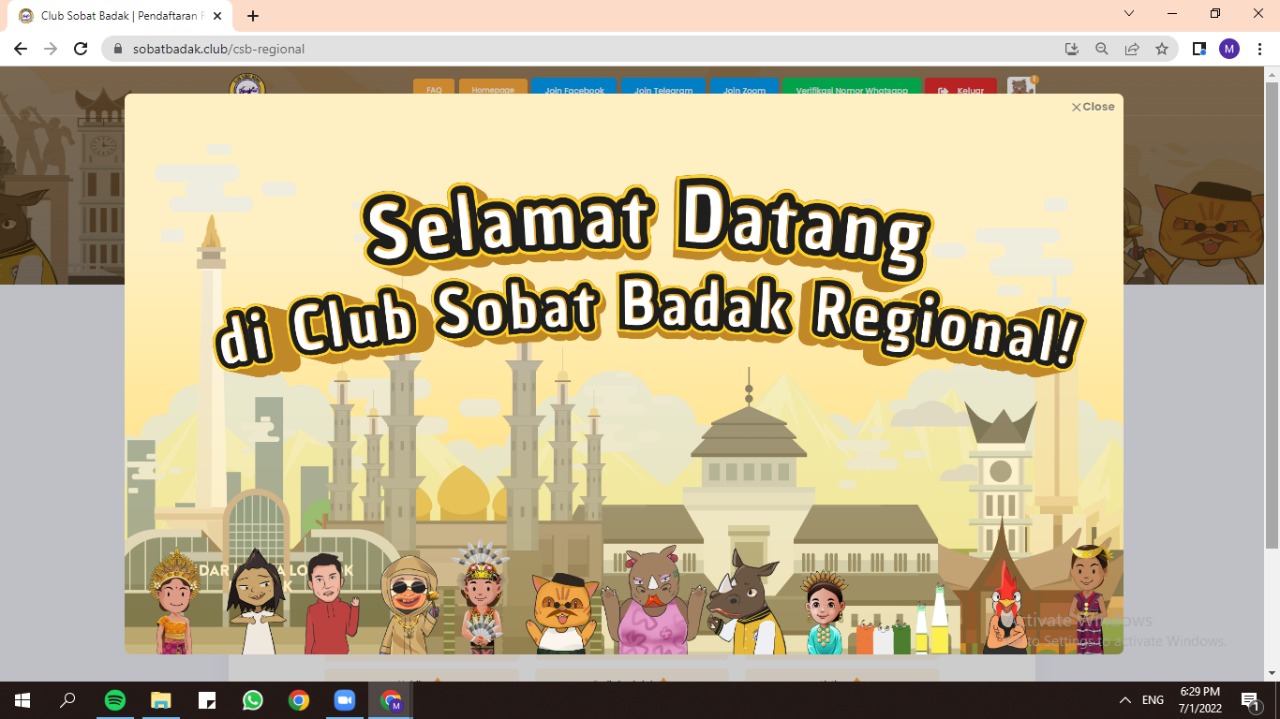 Club Sobat Badak | Pendaftaran
sobatbadak.club/csb-regional
M
FAQ
Homepage
Join Facebook
Join Telegram
Join Zoom
Verifikasi Nomor Whatsapp
Keluar
Close
Selamat Datang
di Club Sobat Badak Regional!
Activate Windows
to Settings to activate Windows.
M
ENG
6:29 PM
7/1/2022
1